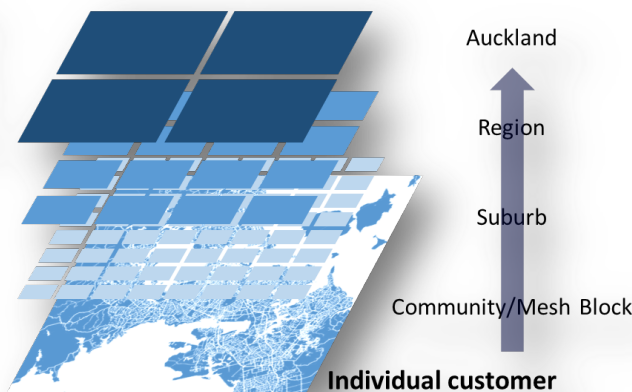 Auckland
Region
Suburb
Community/Mesh Block
Individual customer